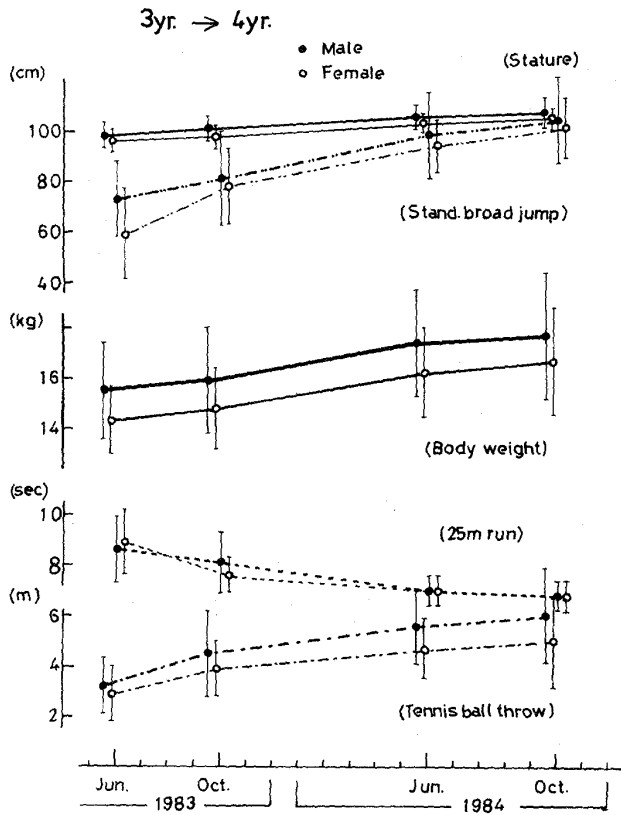 3yr. → 4yr.
● Male
○ Female
(cm)
(Stature)
100
80
60
40
(Stand. broad jump)
(kg)
16
14
(Body weight)
(sec)
10
8
(25m run)
(m)
6
4
2
(Tennis ball throw)
Jun. Oct. Jun. Oct.
1983 1984